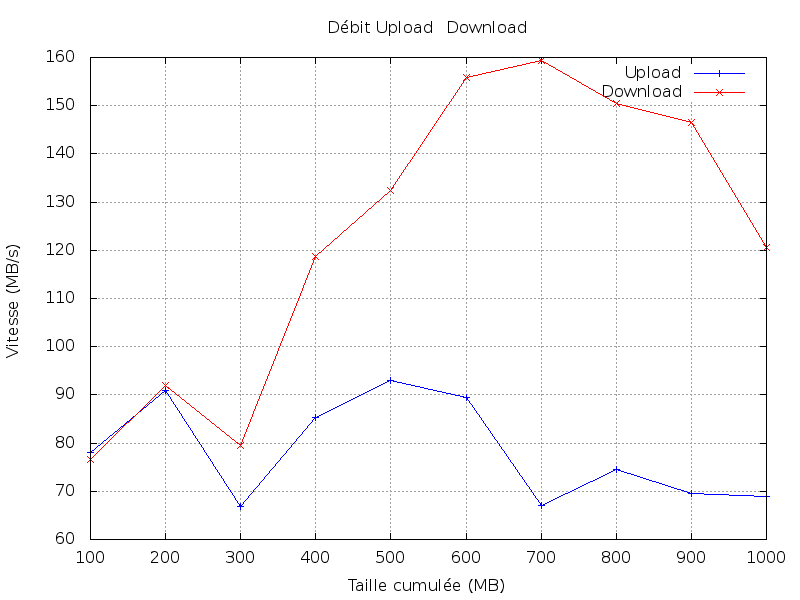 Débit Upload Download
160
150
140
130
120
110
100
90
80
70
60
Vitesse (MB/s)
Upload
Download
100 200 300 400 500 600 700 800 900 1000
Taille cumulée (MB)